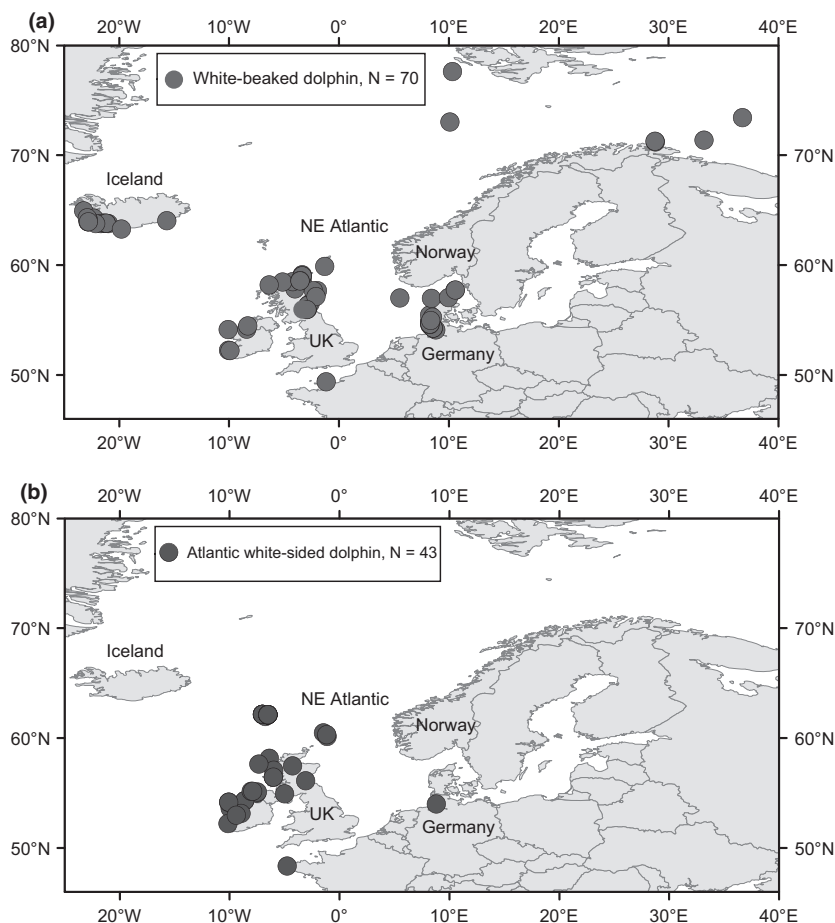 (a)
20°W 10°W 0° 10°E 20°E 30°E 40°E
80°N
White-beaked dolphin, N = 70
70°N 70°N
Iceland
NE Atlantic
Norway
60°N 60°N
UK
Germany
50°N 50°N
20°W 10°W 0° 10°E 20°E 30°E 40°E
(b)
20°W 10°W 0° 10°E 20°E 30°E 40°E
80°N
Atlantic white-sided dolphin, N = 43
70°N 70°N
Iceland
NE Atlantic
Norway
60°N 60°N
UK
Germany
50°N 50°N
20°W 10°W 0° 10°E 20°E 30°E 40°E